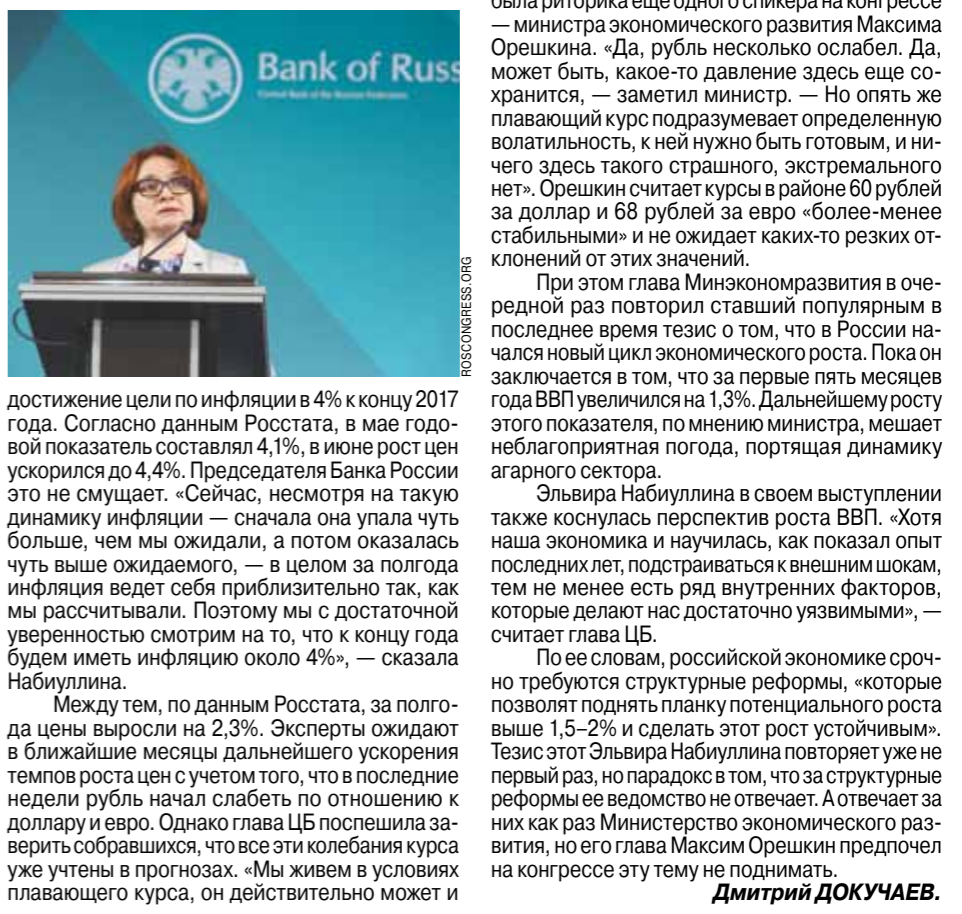 Bank of Russ
Central Bank of the Russian Federation
ROSCONGRESS.ORG
достижение цели по инфляции в 4% к концу 2017
года. Согласно данным Росстата, в мае годо-
вой показатель составлял 4,1%, в июне рост цен
ускорился до 4,4%. Председателя Банка России
это не смущает. «Сейчас, несмотря на такую
динамику инфляции — сначала она упала чуть
больше, чем мы ожидали, а потом оказалась
чуть выше ожидаемого, — в целом за полгода
инфляция ведет себя приблизительно так, как
мы рассчитывали. Поэтому мы с достаточной
уверенностью смотрим на то, что к концу года
будем иметь инфляцию около 4%», — сказала
Набиуллина.
Между тем, по данным Росстата, за полго-
да цены выросли на 2,3%. Эксперты ожидают
в ближайшие месяцы дальнейшего ускорения
темпов роста цен с учетом того, что в последние
недели рубль начал слабеть по отношению к
доллару и евро. Однако глава ЦБ поспешила за-
верить собравшихся, что все эти колебания курса
уже учтены в прогнозах. «Мы живем в условиях
плавающего курса, он действительно может и
была риторика еще одного спикера на конгрессе
— министра экономического развития Максима
Орешкина. «Да, рубль несколько ослабел. Да,
может быть, какое-то давление здесь еще со-
хранится, — заметил министр. — Но опять же
плавающий курс подразумевает определенную
волатильность, к ней нужно быть готовым, и ни-
чего здесь такого страшного, экстремального
нет». Орешкин считает курсы в районе 60 рублей
за доллар и 68 рублей за евро «более-менее
стабильными» и не ожидает каких-то резких от-
клонений от этих значений.
При этом глава Минэкономразвития в оче-
редной раз повторил ставший популярным в
последнее время тезис о том, что в России на-
чался новый цикл экономического роста. Пока он
заключается в том, что за первые пять месяцев
года ВВП увеличился на 1,3%. Дальнейшему росту
этого показателя, по мнению министра, мешает
неблагоприятная погода, портящая динамику
агарного сектора.
Эльвира Набиуллина в своем выступлении
также коснулась перспектив роста ВВП. «Хотя
наша экономика и научилась, как показал опыт
последних лет, подстраиваться к внешним шокам,
тем не менее есть ряд внутренних факторов,
которые делают нас достаточно уязвимыми», —
считает глава ЦБ.
По ее словам, российской экономике сроч-
но требуются структурные реформы, «которые
позволят поднять планку потенциального роста
выше 1,5–2% и сделать этот рост устойчивым».
Тезис этот Эльвира Набиуллина повторяет уже не
первый раз, но парадокс в том, что за структурные
реформы ее ведомство не отвечает. А отвечает за
них как раз Министерство экономического раз-
вития, но его глава Максим Орешкин предпочел
на конгрессе эту тему не поднимать.
Дмитрий ДОКУЧАЕВ.